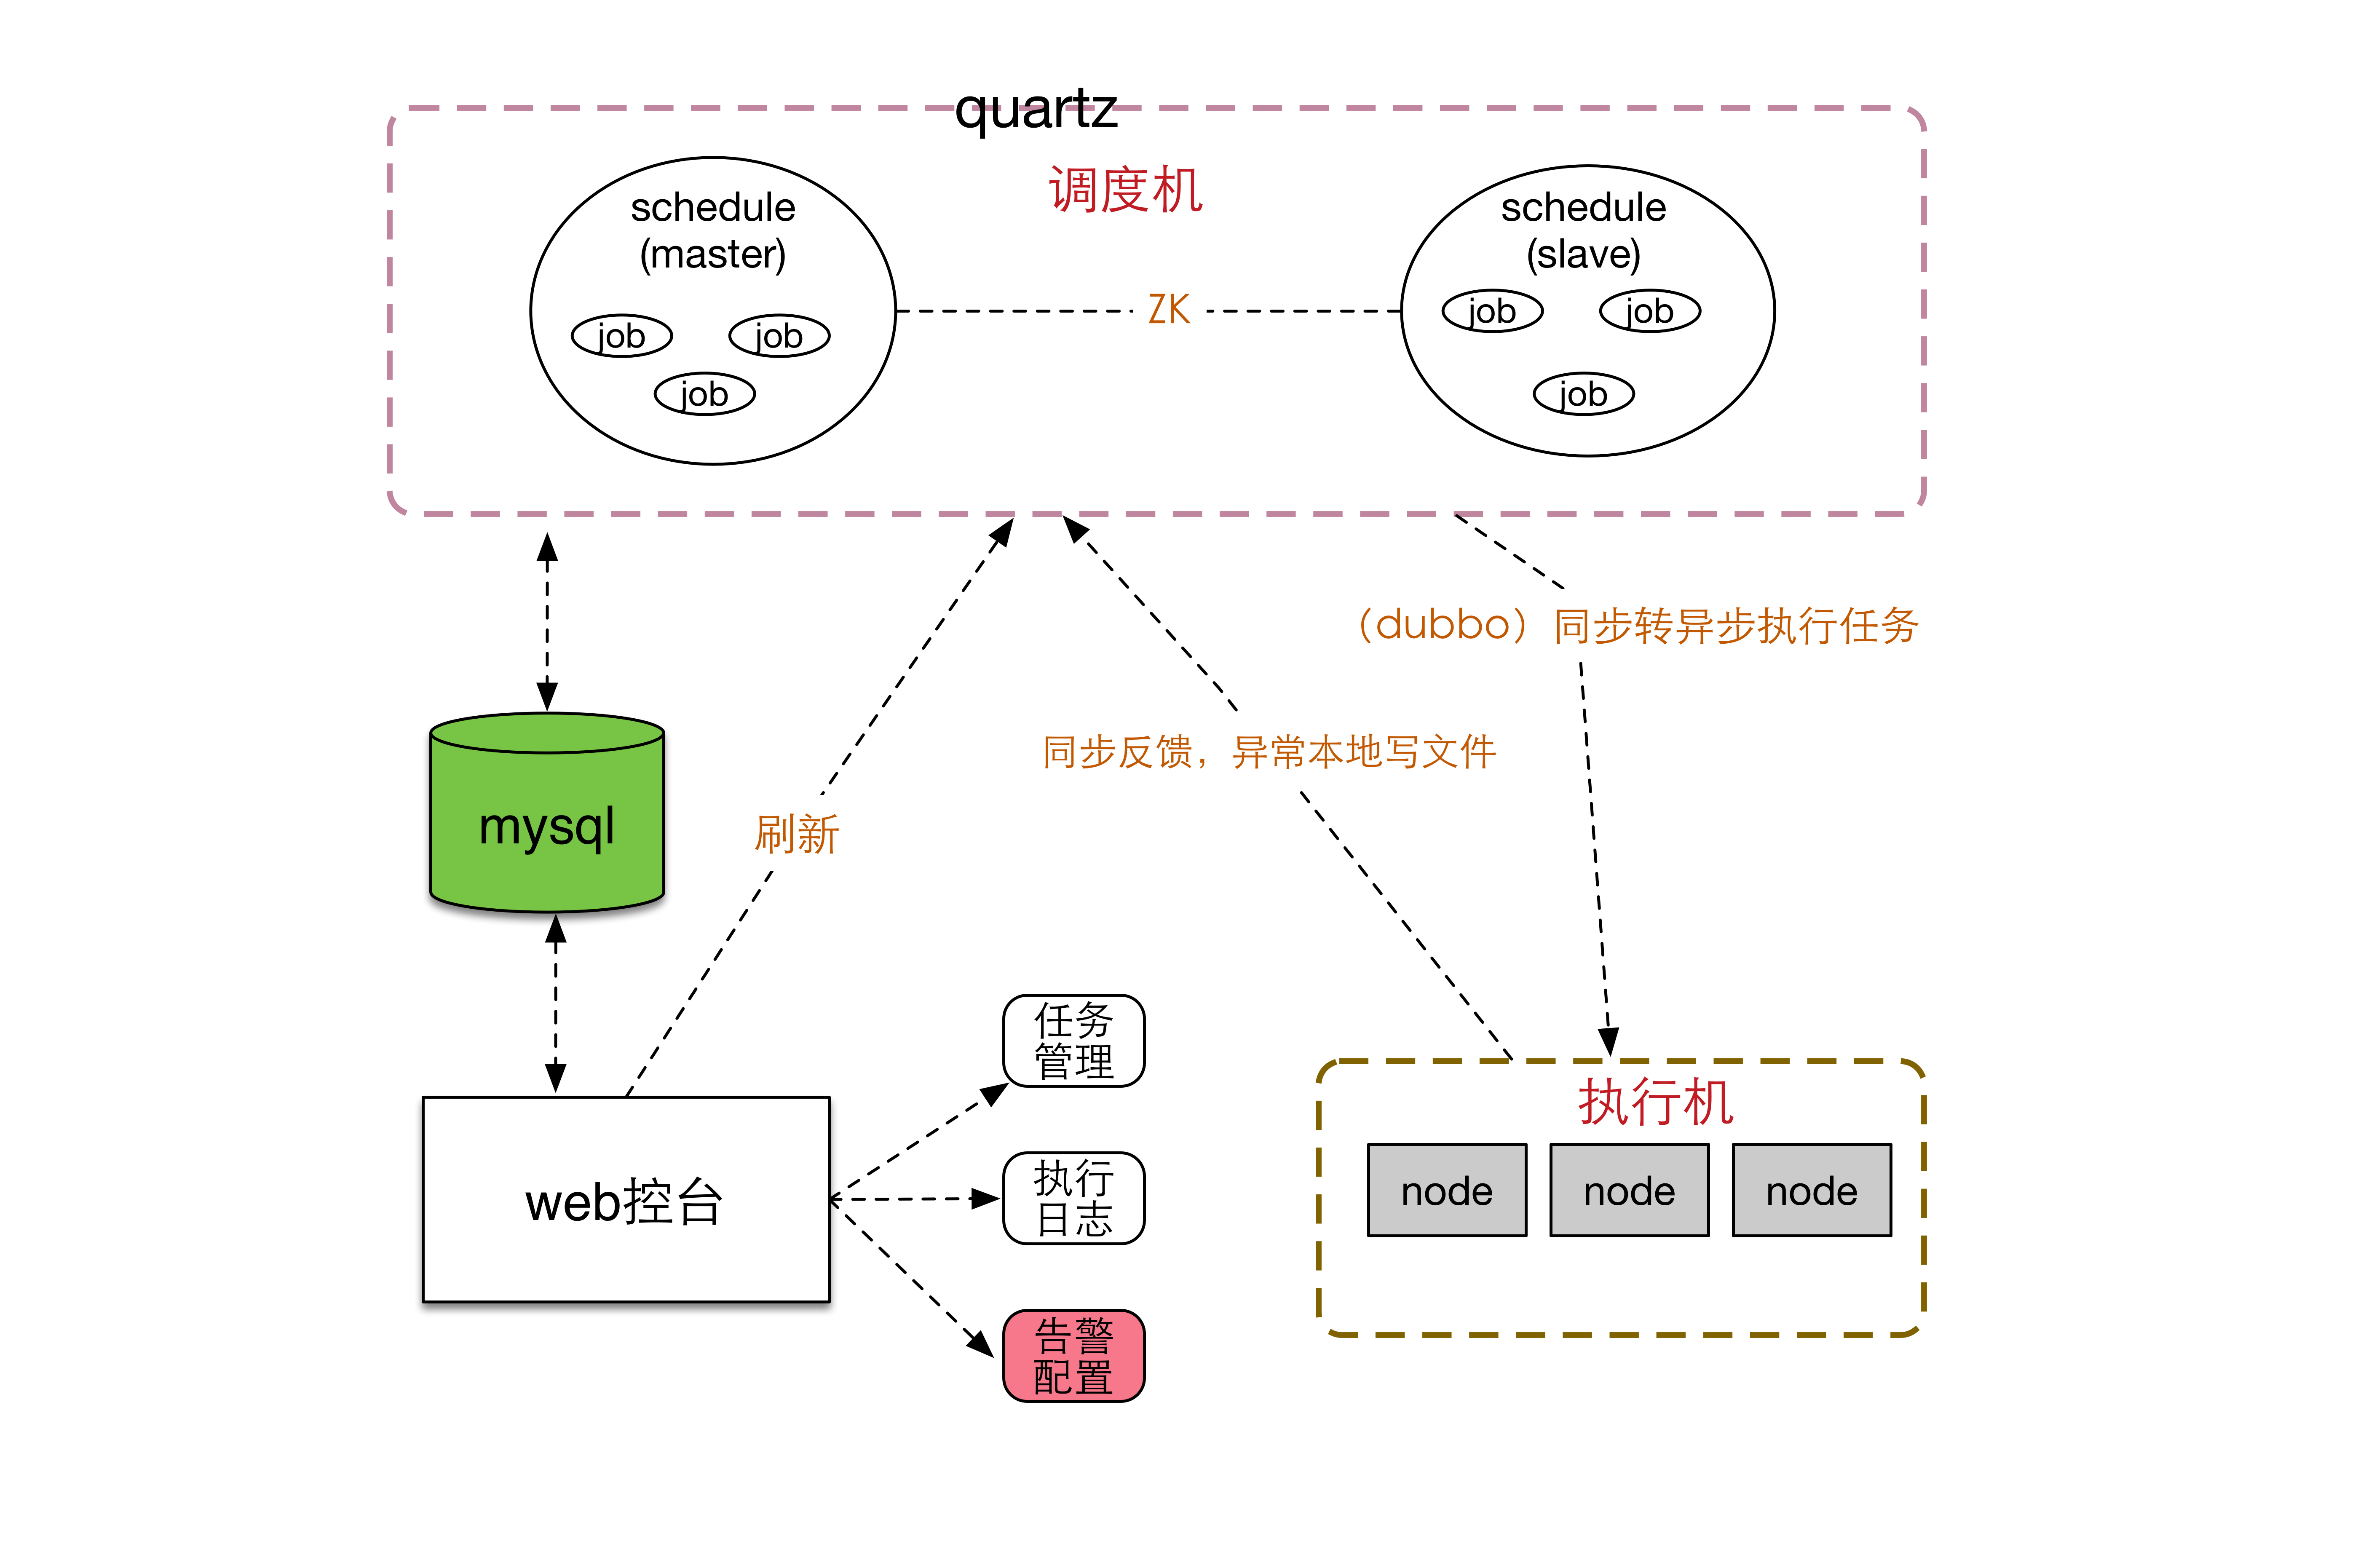 quartz
调度机
schedule
(master)
job
job
job
ZK
schedule
(slave)
job
job
job
（dubbo）同步转异步执行任务
同步反馈，异常本地写文件
刷新
mysql
web控台
任务
管理
执行
日志
告警
配置
执行机
node
node
node